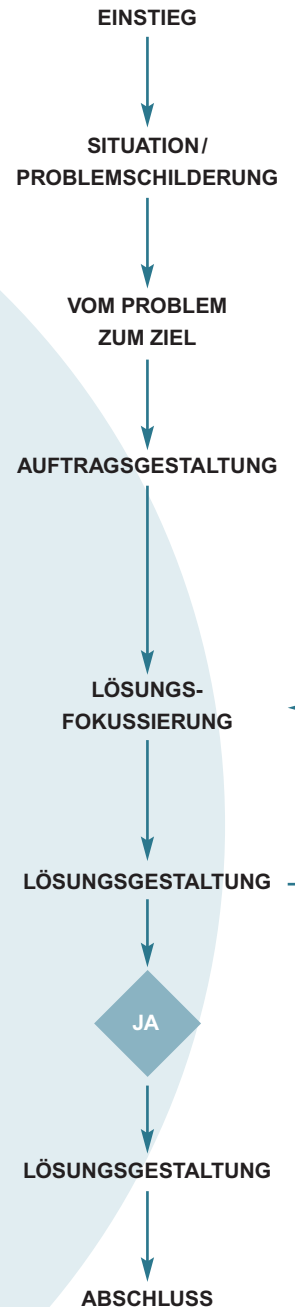 EINSTIEG
SITUATION/
PROBLEMSCHILDERUNG
VOM PROBLEM
ZUM ZIEL
AUFTRAGSGESTALTUNG
LÖSUNGS-
FOKUSSIERUNG
LÖSUNGSGESTALTUNG
JA
LÖSUNGSGESTALTUNG
ABSCHLUSS